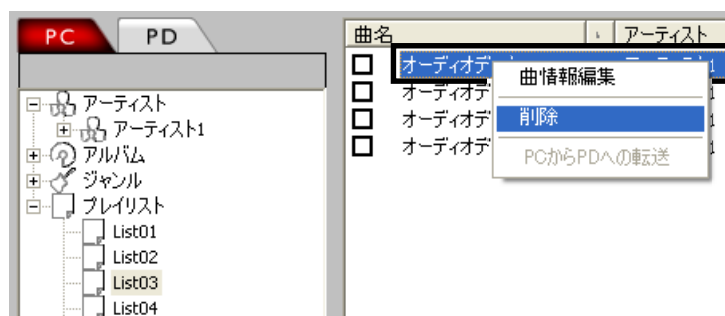 PC
PD
アーティスト
アーティスト1
アルバム
ジャンル
プレイリスト
List01
List02
List03
List04
曲名
アーティスト
オーディオデ
オーディオデ
オーディオデ
オーディオデ
曲情報編集
削除
PCからPDへの転送